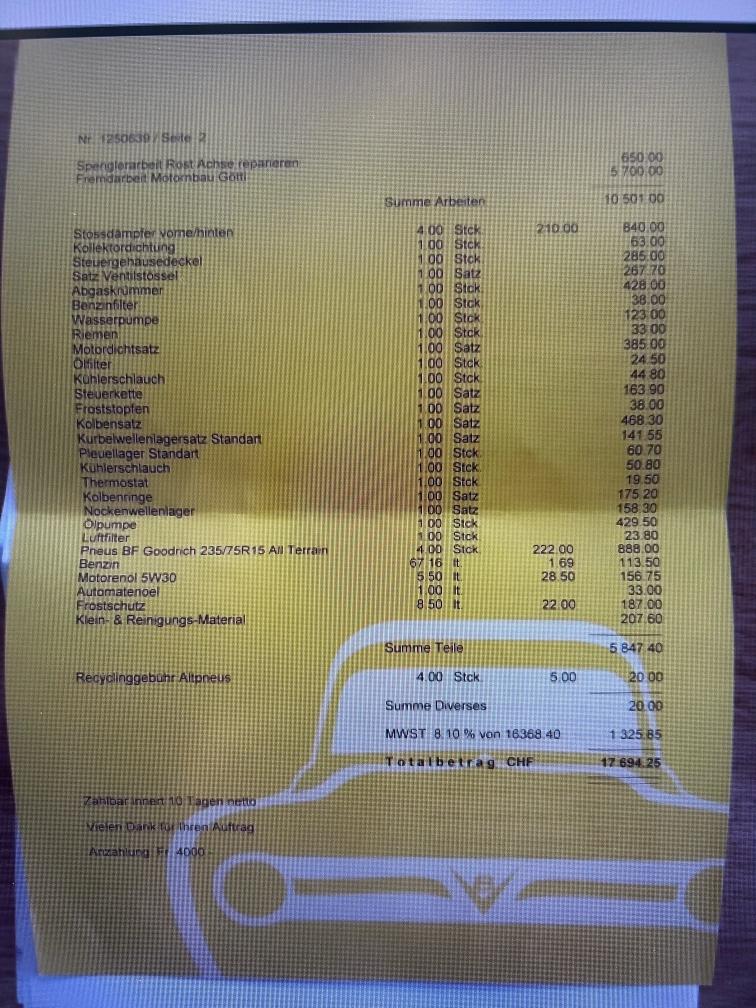 Nr. 1250639 / Seite 2
Spenglerarbeit Rost Achse reparieren 650.00
Fremdarbeit Motornbau Götti 5 700.00
Summe Arbeiten 10 501.00
Stossdämpfer vorne/hinten 4.00 Stck. 210.00 840.00
Kollektordichtung 1.00 Stck. 63.00
Steuergehäusedeckel 1.00 Stck. 285.00
Satz Ventilstössel 1.00 Satz 267.70
Abgaskrümmer 1.00 Stck. 428.00
Benzinfilter 1.00 Stck. 38.00
Wasserpumpe 1.00 Stck. 123.00
Riemen 1.00 Stck. 33.00
Motordichtsatz 1.00 Satz 385.00
Ölfilter 1.00 Stck. 24.50
Kühlerschlauch 1.00 Stck. 44.80
Steuerkette 1.00 Satz 163.90
Froststopfen 1.00 Satz 38.00
Kolbensatz 1.00 Satz 468.30
Kurbelwellenlagersatz Standart 1.00 Satz 141.55
Pleuellager Standart 1.00 Stck. 60.70
Kühlerschlauch 1.00 Stck. 50.80
Thermostat 1.00 Stck. 19.50
Kolbenringe 1.00 Satz 175.20
Nockenwellenlager 1.00 Satz 158.30
Ölpumpe 1.00 Stck. 429.50
Luftfilter 1.00 Stck. 23.80
Pneus BF Goodrich 235/75R15 All Terrain 4.00 Stck. 222.00 888.00
Benzin 67.16 lt. 1.69 113.50
Motorenöl 5W30 5.50 lt. 28.50 156.75
Automatenoel 1.00 lt. 33.00
Frostschutz 8.50 lt. 22.00 187.00
Klein- & Reinigungs-Material 207.60
Summe Teile 5 847.40
Recyclinggebühr Altpneus 4.00 Stck. 5.00 20.00
Summe Diverses 20.00
MWST 8.10 % von 16368.40 1 325.85
Totalbetrag CHF 17 694.25
Zahlbar innert 10 Tagen netto
Vielen Dank für Ihren Auftrag
Anzahlung Fr. 4000.-